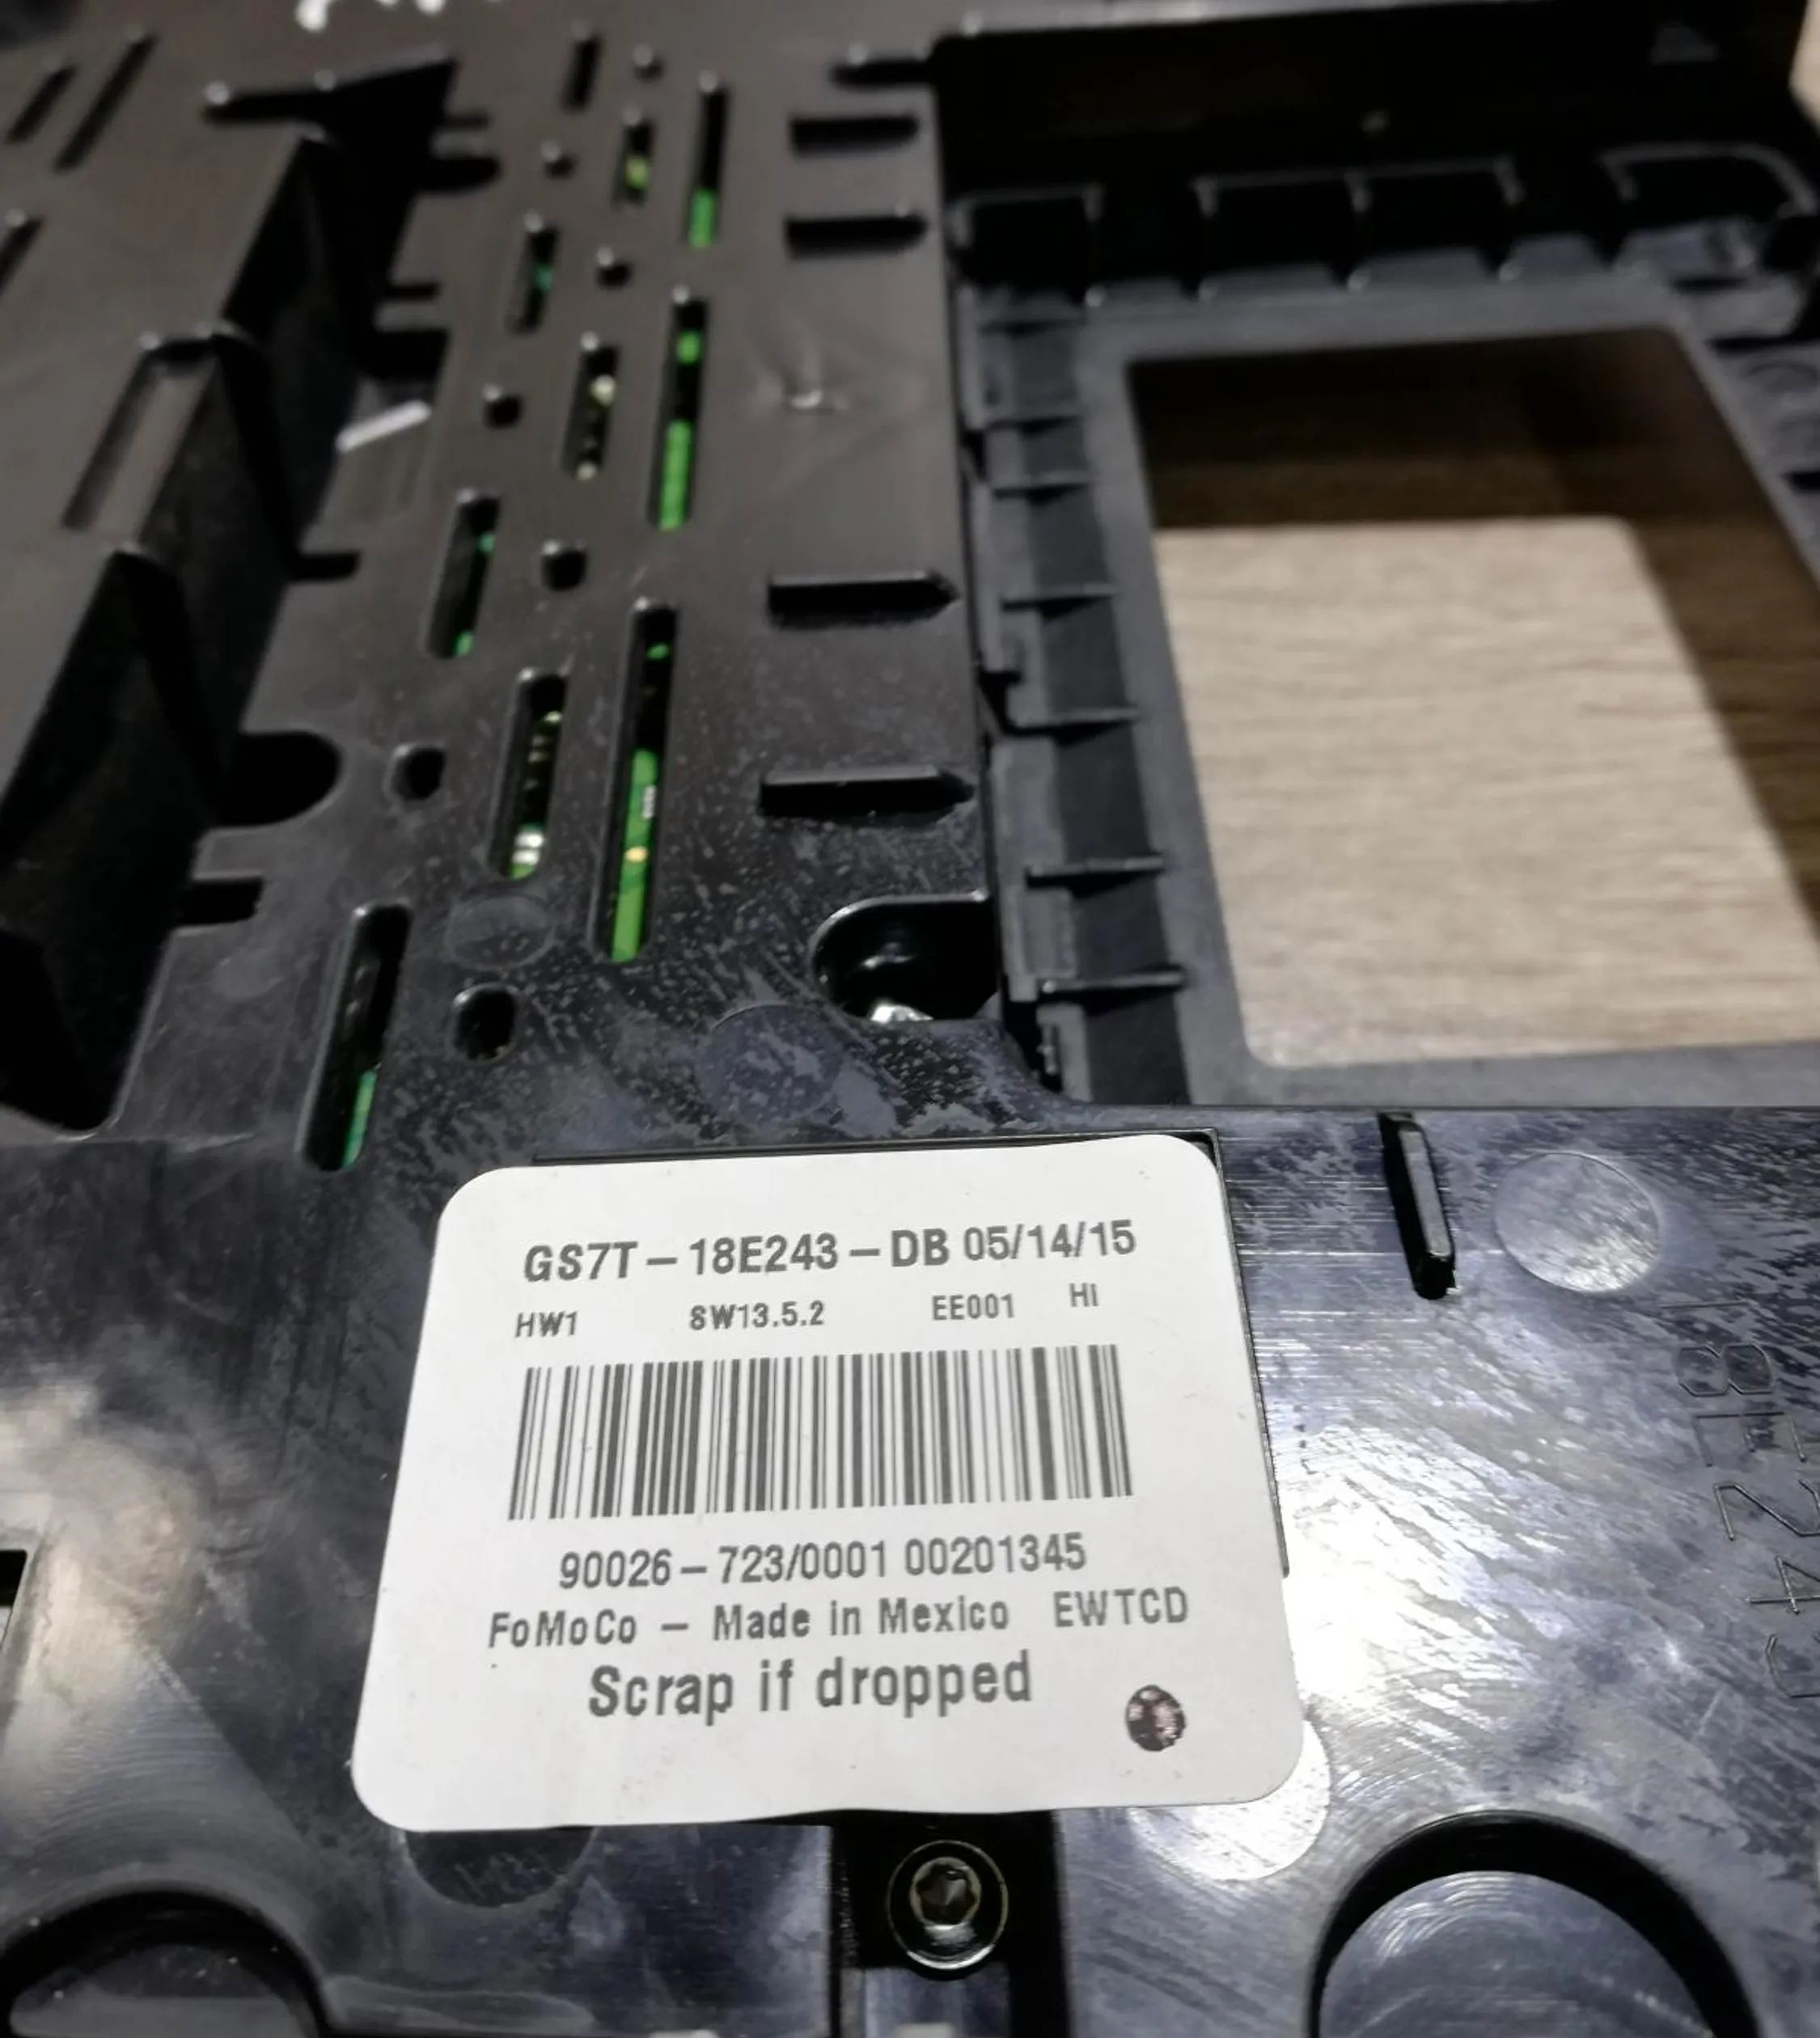 GS7T-18E243-DB 05/14/15
HW1 SW13.5.2 EE001 HI
90026-723/0001 00201345
FoMoCo - Made in Mexico EWTCD
Scrap if dropped